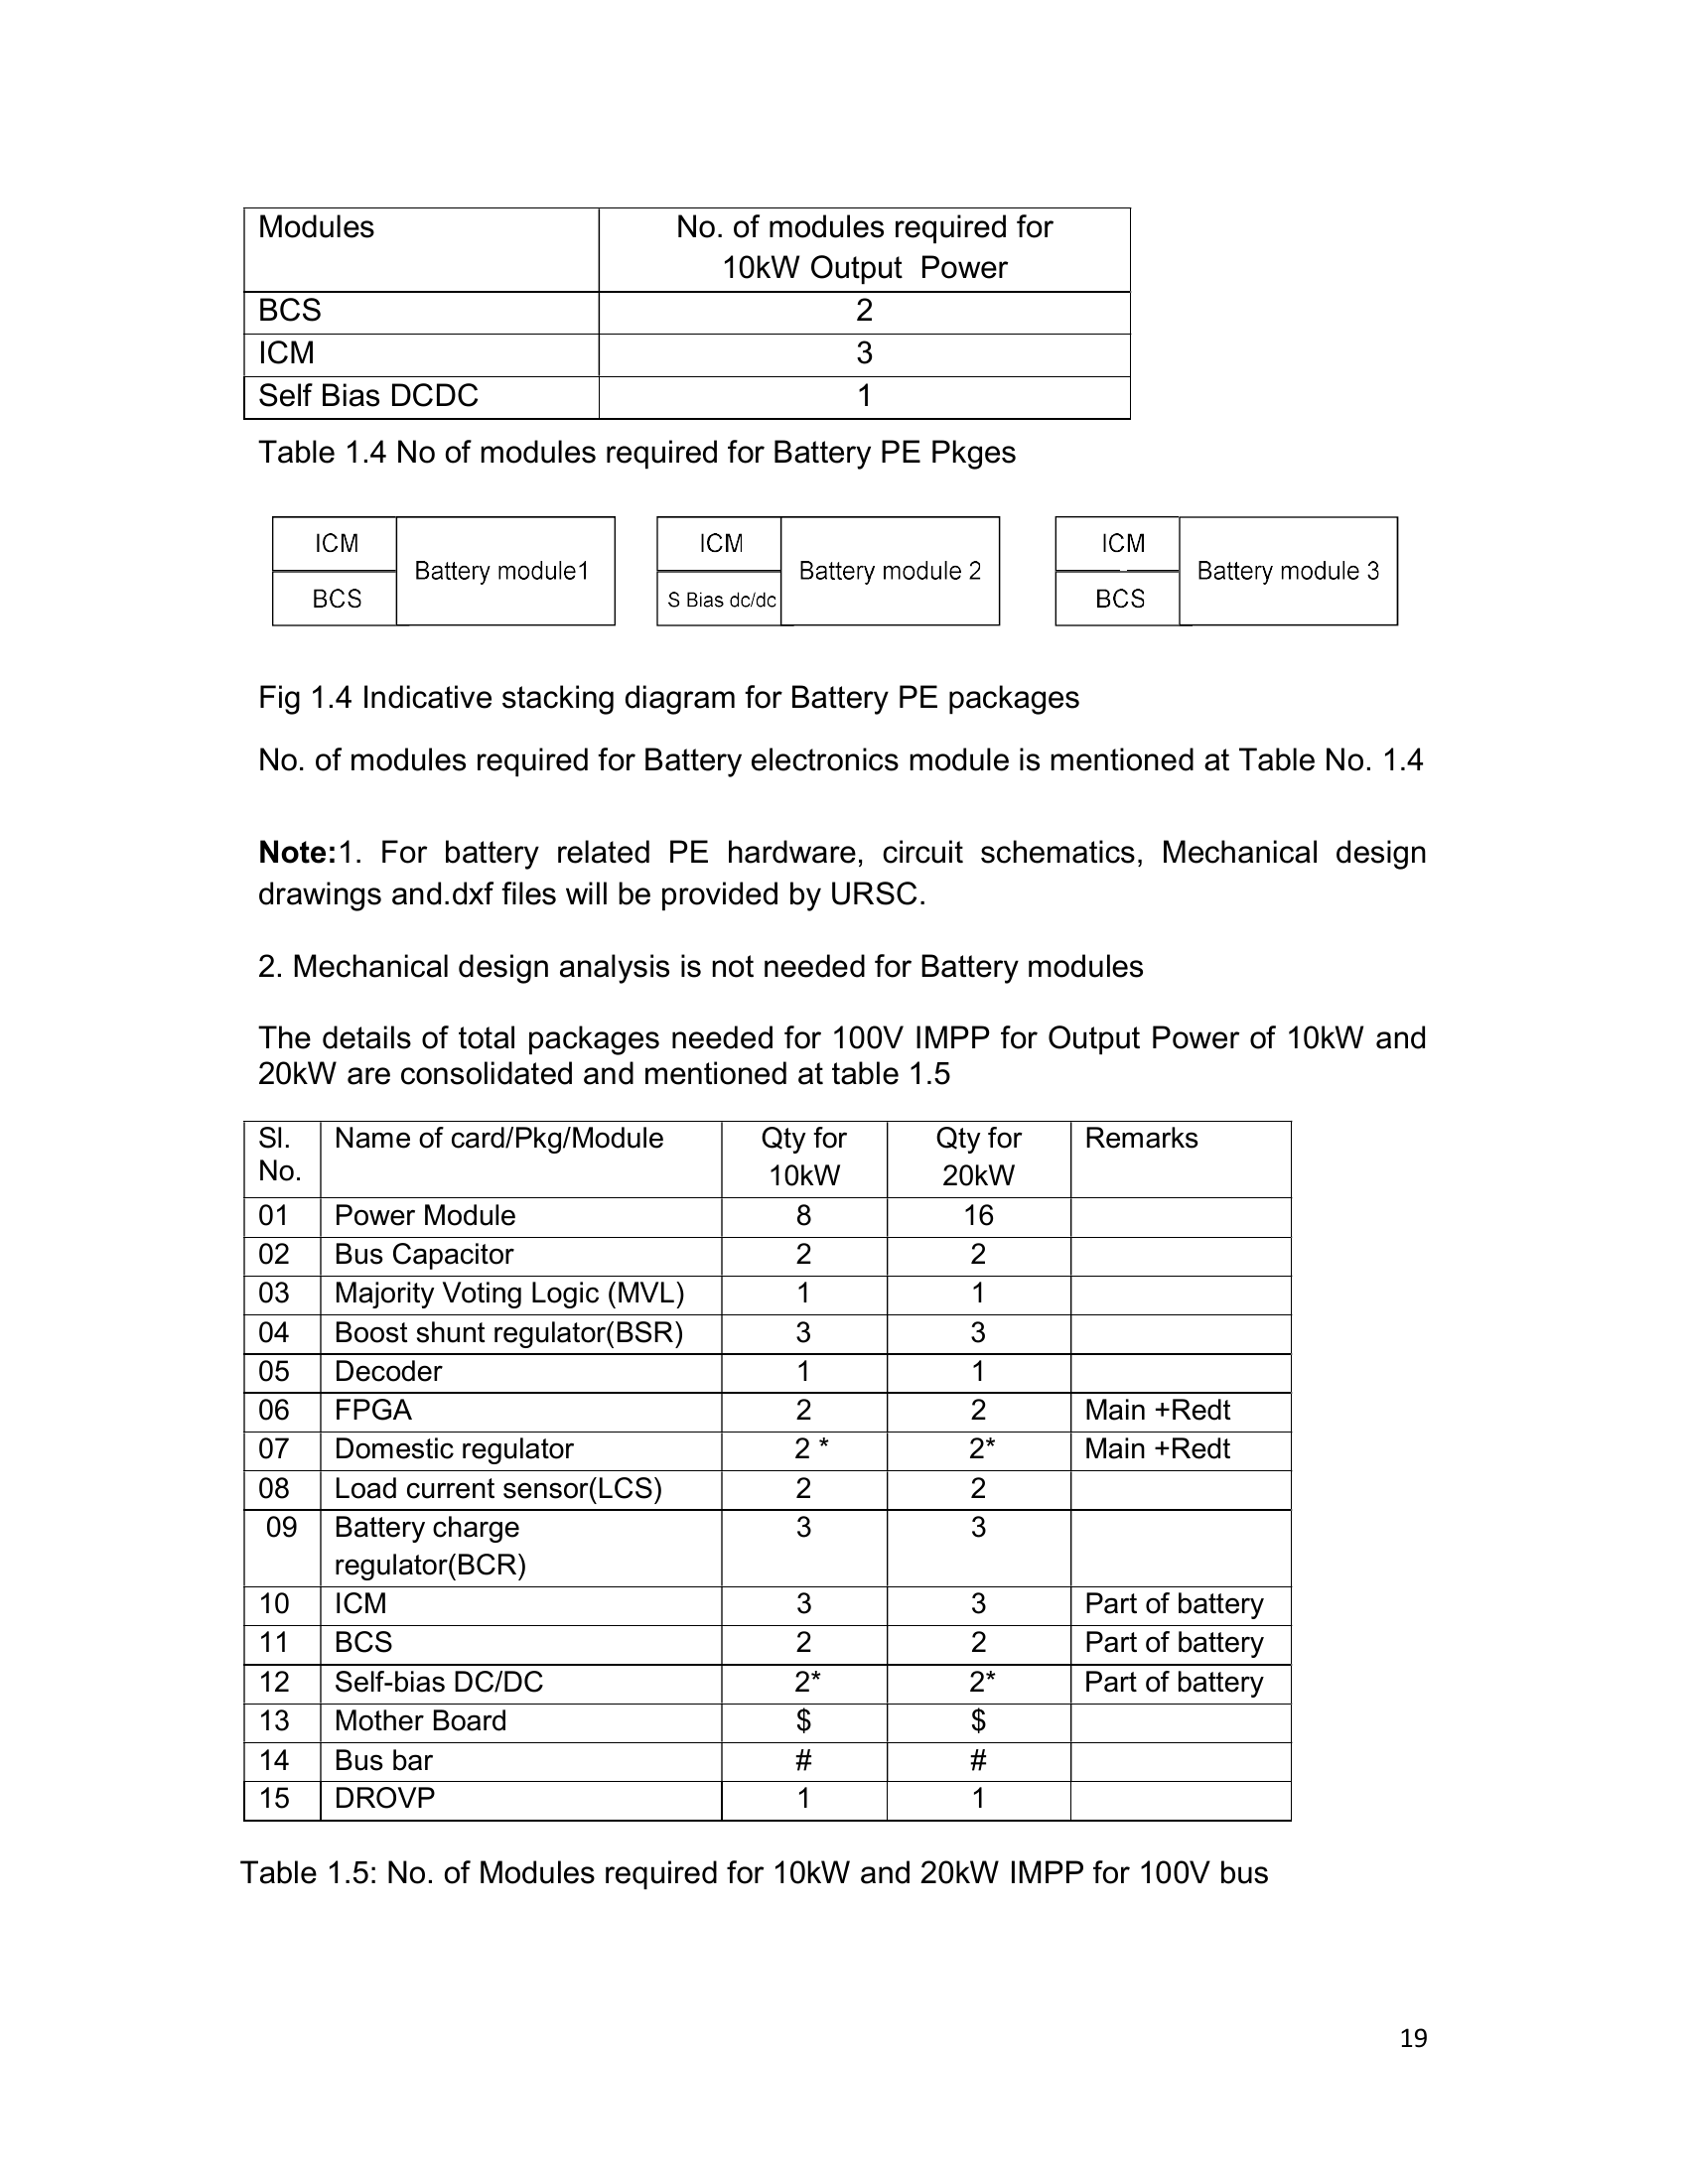 Modules
No. of modules required for
10kW Output  Power
BCS 2
ICM 3
Self Bias DCDC 1
Table 1.4 No of modules required for Battery PE Pkges
ICM
BCS
Battery module1
ICM
S Bias dc/dc
Battery module 2
ICM
BCS
Battery module 3
Fig 1.4 Indicative stacking diagram for Battery PE packages
No. of modules required for Battery electronics module is mentioned at Table No. 1.4
Note:1. For battery related PE hardware, circuit schematics, Mechanical design
drawings and.dxf files will be provided by URSC.
2. Mechanical design analysis is not needed for Battery modules
The details of total packages needed for 100V IMPP for Output Power of 10kW and
20kW are consolidated and mentioned at table 1.5
Sl. No. Name of card/Pkg/Module Qty for 10kW Qty for 20kW Remarks
01 Power Module 8 16
02 Bus Capacitor 2 2
03 Majority Voting Logic (MVL) 1 1
04 Boost shunt regulator(BSR) 3 3
05 Decoder 1 1
06 FPGA 2 2 Main +Redt
07 Domestic regulator 2 * 2* Main +Redt
08 Load current sensor(LCS) 2 2
09 Battery charge regulator(BCR) 3 3
10 ICM 3 3 Part of battery
11 BCS 2 2 Part of battery
12 Self-bias DC/DC 2* 2* Part of battery
13 Mother Board $ $
14 Bus bar # #
15 DROVP 1 1
Table 1.5: No. of Modules required for 10kW and 20kW IMPP for 100V bus
19